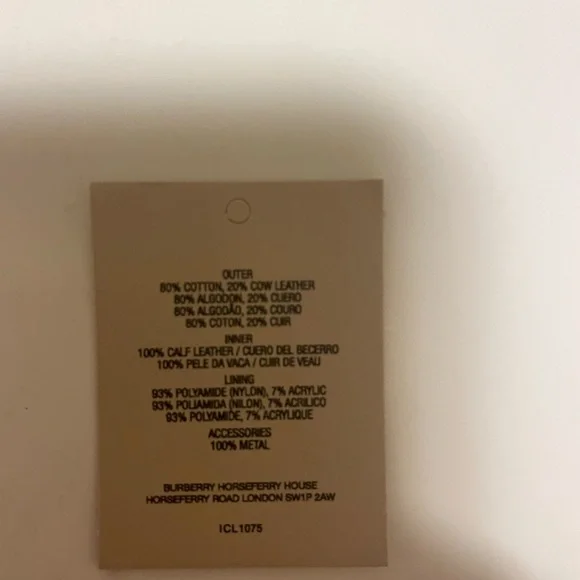 OUTER
80% COTTON, 20% COW LEATHER
80% ALGODON, 20% CUERO
80% ALGODÃO, 20% COURO
80% COTON, 20% CUIR
INNER
100% CALF LEATHER / CUERO DEL BECERRO
100% PELE DA VACA / CUIR DE VEAU
LINING
93% POLYAMIDE (NYLON), 7% ACRYLIC
93% POLIAMIDA (NILON), 7% ACRILICO
93% POLYAMIDE, 7% ACRYLIQUE
ACCESSORIES
100% METAL
BURBERRY HORSEFERRY HOUSE
HORSEFERRY ROAD LONDON SW1P 2AW
ICL1075